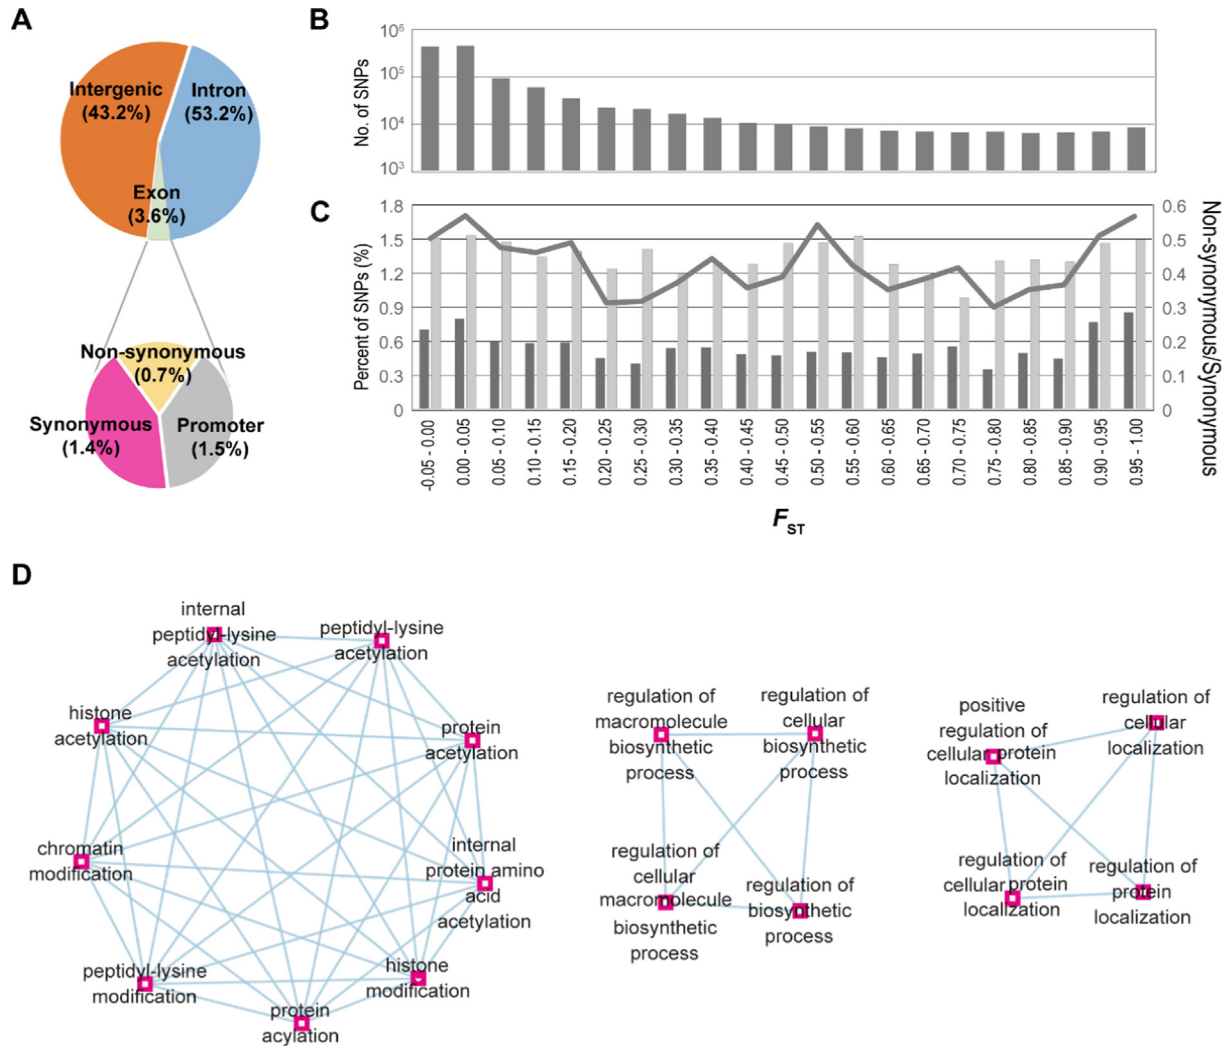 A
Intergenic
(43.2%)
Intron
(53.2%)
Exon
(3.6%)
Non-synonymous
(0.7%)
Synonymous
(1.4%)
Promoter
(1.5%)
B
No. of SNPs
10⁶
10⁵
10⁴
10³
C
Percent of SNPs (%)
1.8
1.5
1.2
0.9
0.6
0.3
0
0.6
0.5
0.4
0.3
0.2
0.1
0
Non-synonymous/Synonymous
-0.05 - 0.00
0.00 - 0.05
0.05 - 0.10
0.10 - 0.15
0.15 - 0.20
0.20 - 0.25
0.25 - 0.30
0.30 - 0.35
0.35 - 0.40
0.40 - 0.45
0.45 - 0.50
0.50 - 0.55
0.55 - 0.60
0.60 - 0.65
0.65 - 0.70
0.70 - 0.75
0.75 - 0.80
0.80 - 0.85
0.85 - 0.90
0.90 - 0.95
0.95 - 1.00
F_ST
D
internal
peptidyl-lysine
acetylation
peptidyl-lysine
acetylation
histone
acetylation
protein
acetylation
chromatin
modification
internal
protein amino
acid
acetylation
peptidyl-lysine
modification
histone
modification
protein
acylation
regulation of
macromolecule
biosynthetic
process
regulation of
cellular
biosynthetic
process
regulation of
cellular
macromolecule
biosynthetic
process
regulation of
biosynthetic
process
positive
regulation of
cellular protein
localization
regulation of
cellular
localization
regulation of
cellular protein
localization
regulation of
protein
localization